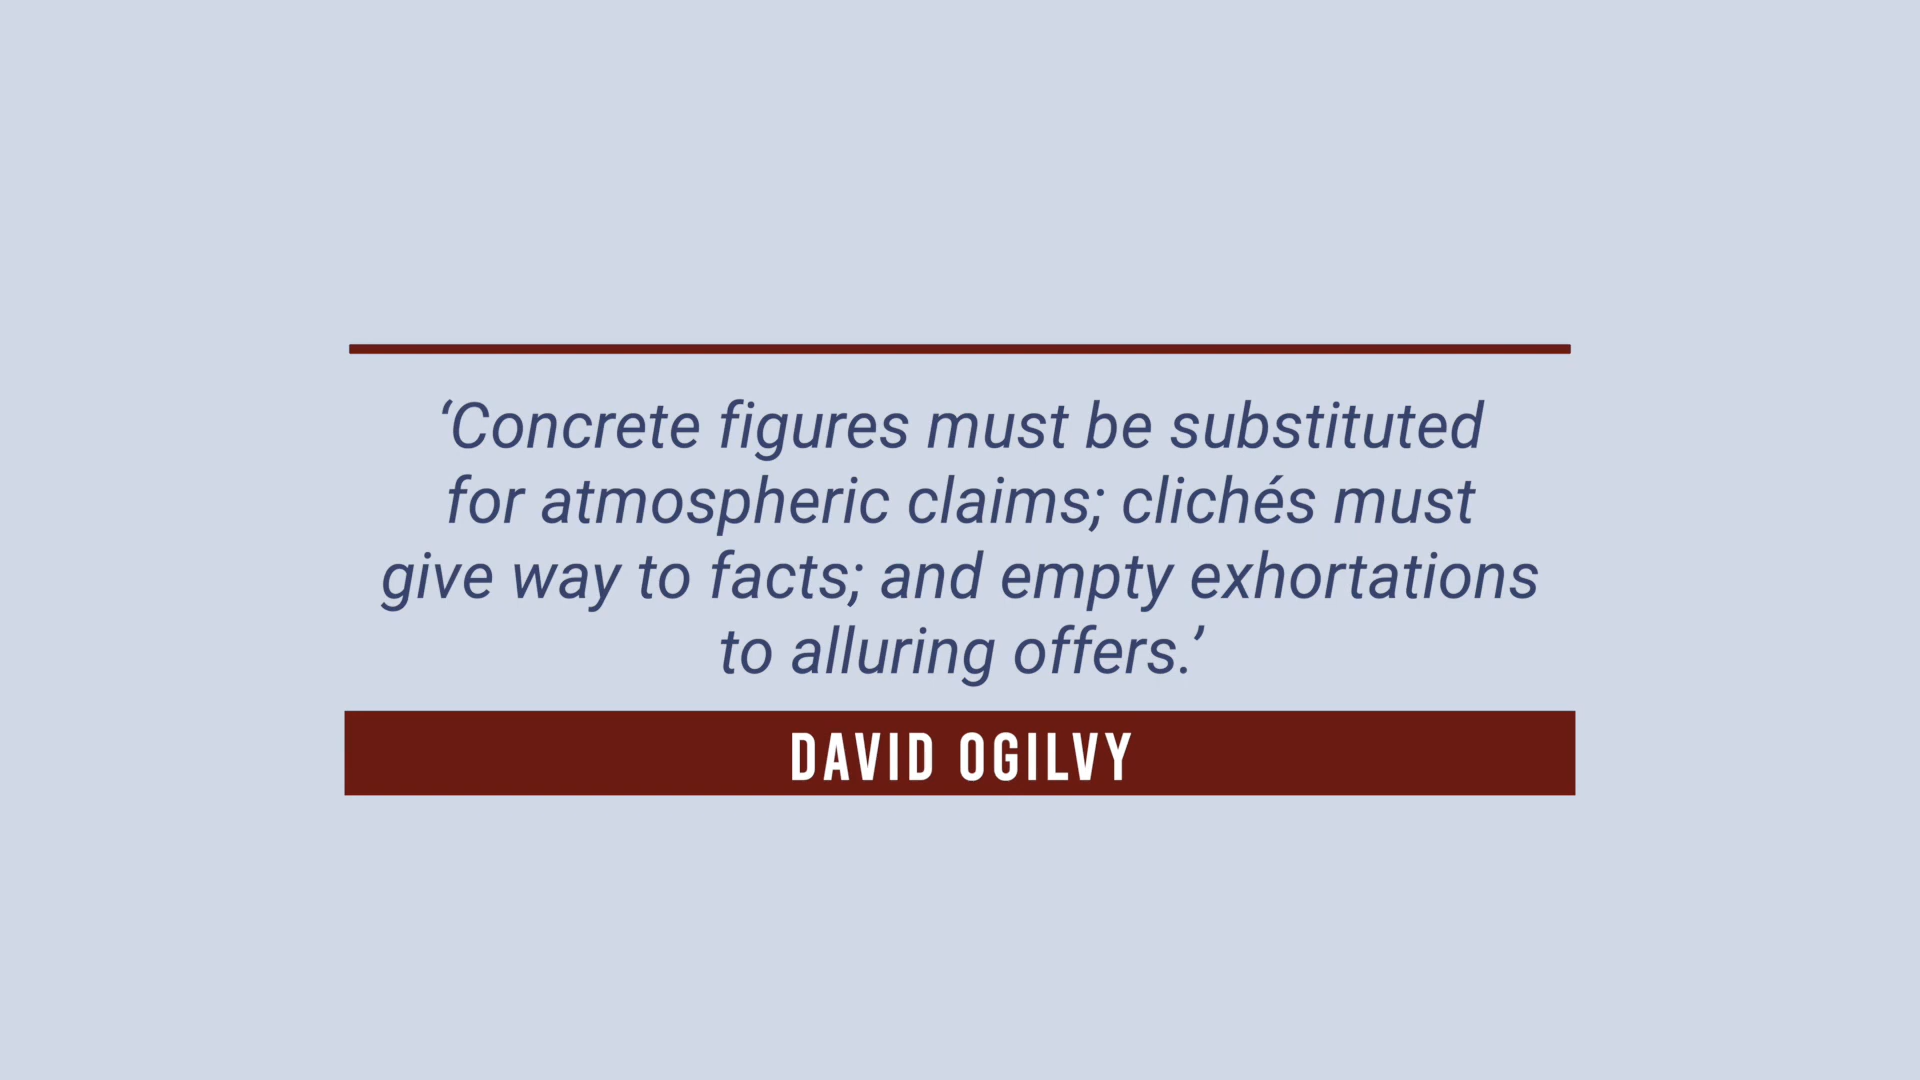 ‘Concrete figures must be substituted
for atmospheric claims; clichés must
give way to facts; and empty exhortations
to alluring offers.’
DAVID OGILVY